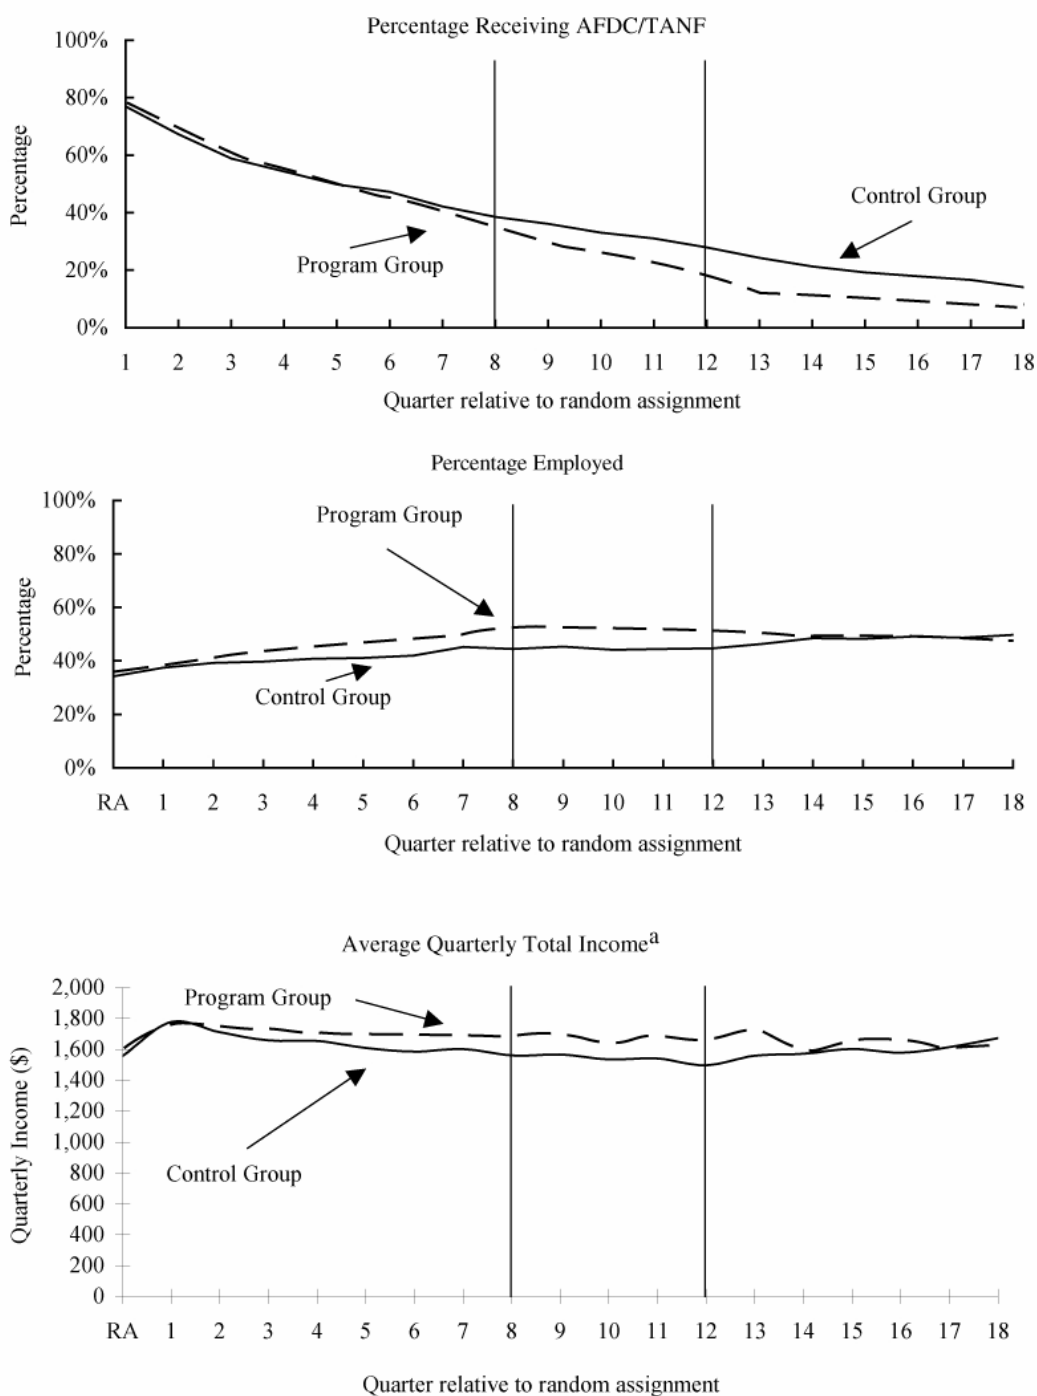 Percentage Receiving AFDC/TANF
100%
80%
60%
40%
20%
0%
Percentage
Control Group
Program Group
1 2 3 4 5 6 7 8 9 10 11 12 13 14 15 16 17 18
Quarter relative to random assignment
Percentage Employed
100%
80%
60%
40%
20%
0%
Percentage
Program Group
Control Group
RA 1 2 3 4 5 6 7 8 9 10 11 12 13 14 15 16 17 18
Quarter relative to random assignment
Average Quarterly Total Incomea
2,000
1,800
1,600
1,400
1,200
1,000
800
600
400
200
0
Quarterly Income ($)
Program Group
Control Group
RA 1 2 3 4 5 6 7 8 9 10 11 12 13 14 15 16 17 18
Quarter relative to random assignment